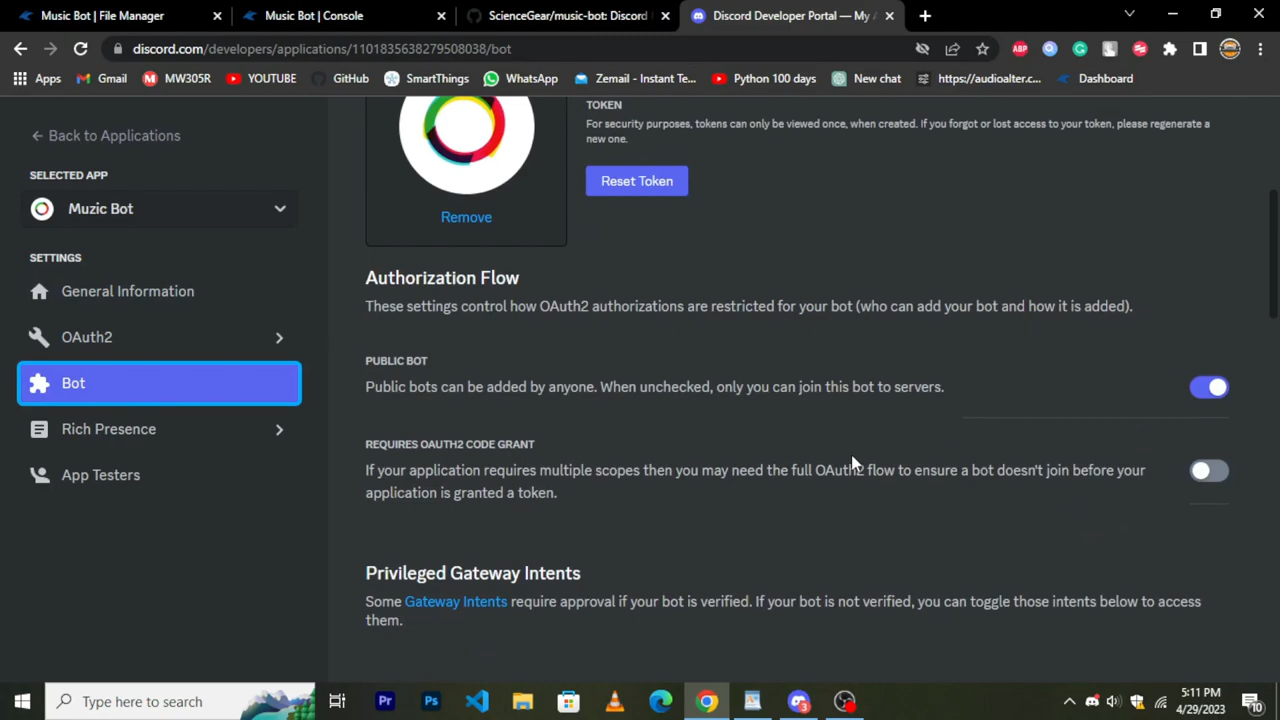 Music Bot | File Manager
Music Bot | Console
ScienceGear/music-bot: Discord
Discord Developer Portal — My
discord.com/developers/applications/1101835638279508038/bot
Apps
Gmail
MW305R
YOUTUBE
GitHub
SmartThings
WhatsApp
Zemail - Instant Te...
Python 100 days
New chat
https://audioalter.c...
Dashboard
ABP
Back to Applications
SELECTED APP
Muzic Bot
SETTINGS
General Information
OAuth2
Bot
Rich Presence
App Testers
Remove
TOKEN
For security purposes, tokens can only be viewed once, when created. If you forgot or lost access to your token, please regenerate a
new one.
Reset Token
Authorization Flow
These settings control how OAuth2 authorizations are restricted for your bot (who can add your bot and how it is added).
PUBLIC BOT
Public bots can be added by anyone. When unchecked, only you can join this bot to servers.
REQUIRES OAUTH2 CODE GRANT
If your application requires multiple scopes then you may need the full OAuth2 flow to ensure a bot doesn't join before your
application is granted a token.
Privileged Gateway Intents
Some Gateway Intents require approval if your bot is verified. If your bot is not verified, you can toggle those intents below to access
them.
Type here to search
Pr
Ps
3
5:11 PM
4/29/2023
10